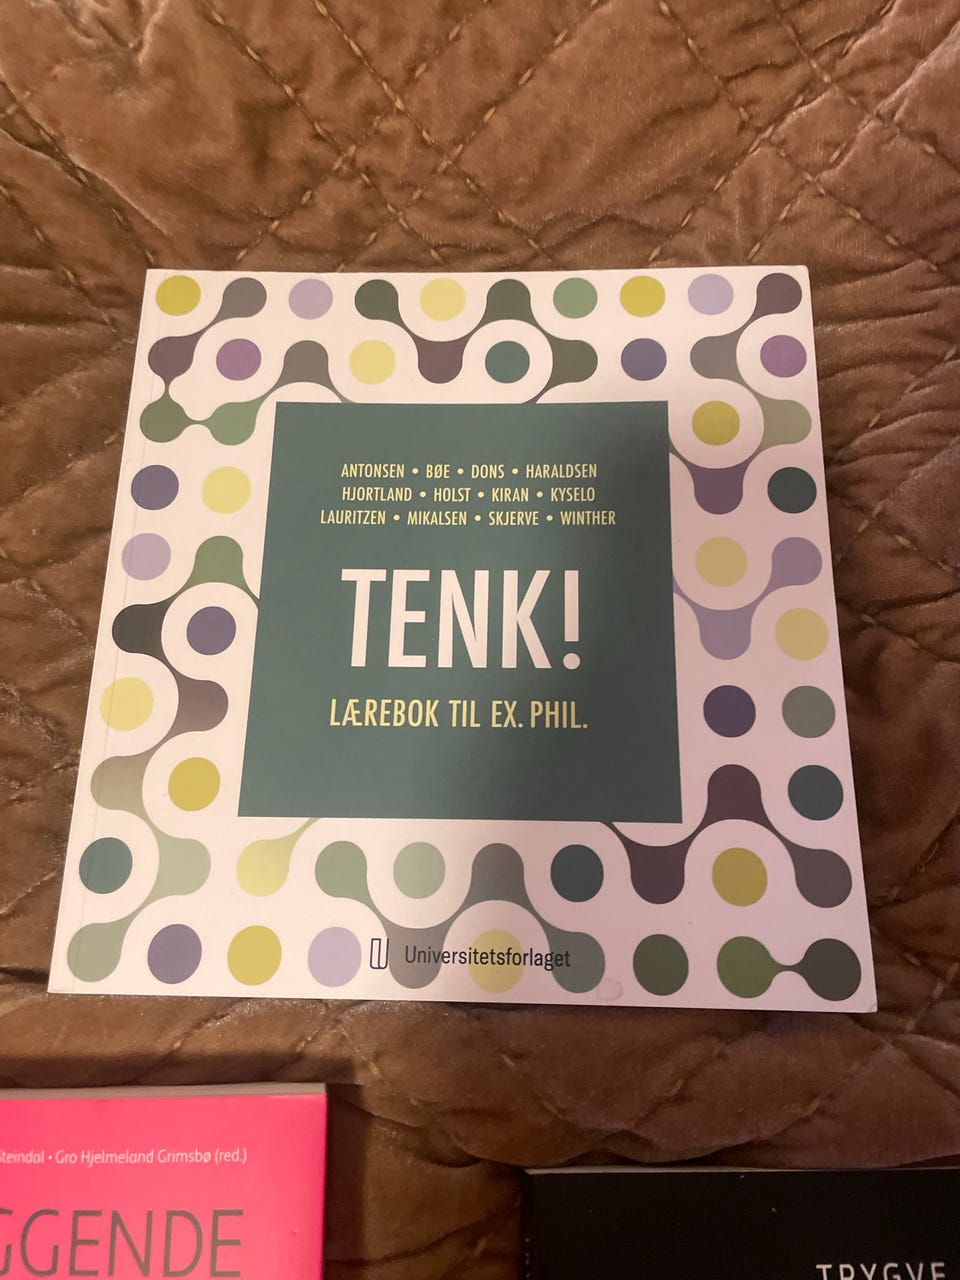 ANTONSEN • BØE • DONS • HARALDSEN
HJORTLAND • HOLST • KIRAN • KYSELO
LAURITZEN • MIKALSEN • SKJERVE • WINTHER
TENK!
LÆREBOK TIL EX. PHIL.
Universitetsforlaget
Steindal • Gro Hjelmeland Grimsbø (red.)
GGENDE
TRYGVE